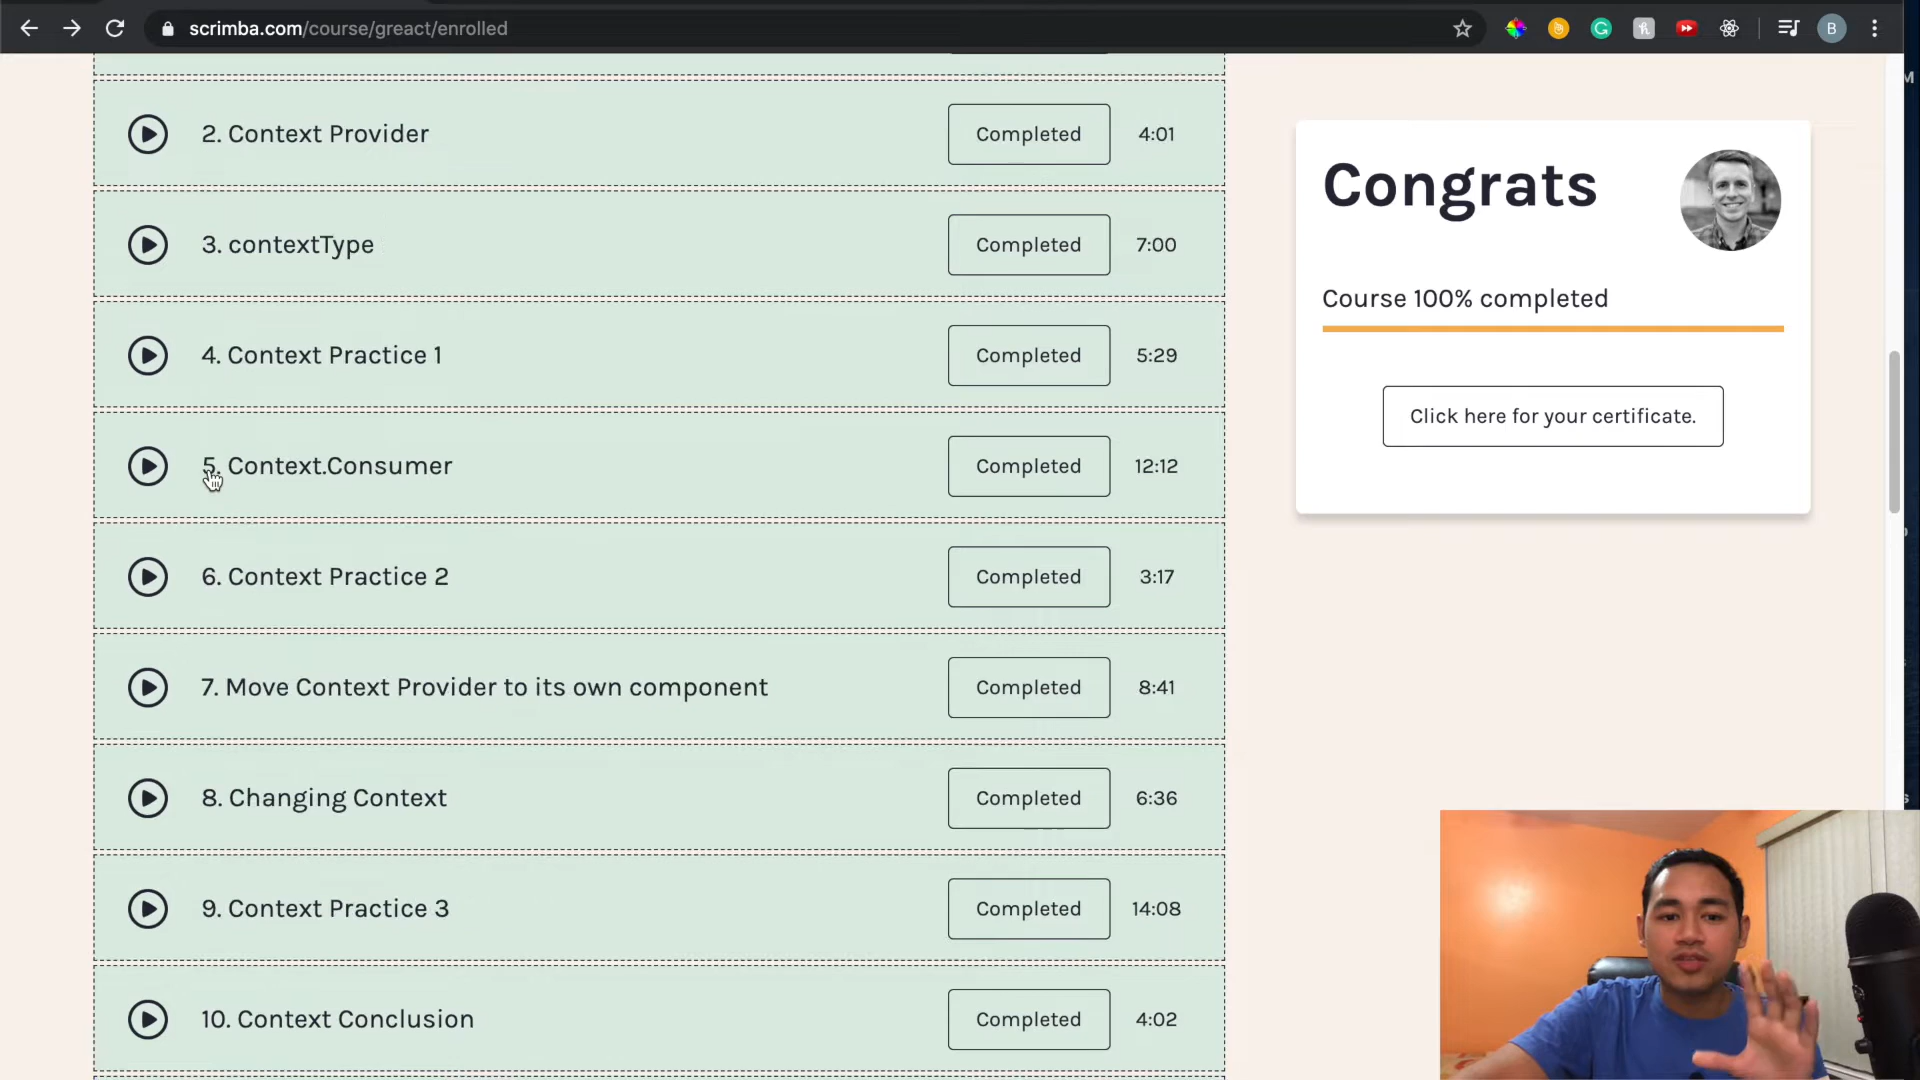 scrimba.com/course/greact/enrolled
B
2. Context Provider Completed 4:01
3. contextType Completed 7:00
4. Context Practice 1 Completed 5:29
5. Context.Consumer Completed 12:12
6. Context Practice 2 Completed 3:17
7. Move Context Provider to its own component Completed 8:41
8. Changing Context Completed 6:36
9. Context Practice 3 Completed 14:08
10. Context Conclusion Completed 4:02
Congrats
Course 100% completed
Click here for your certificate.